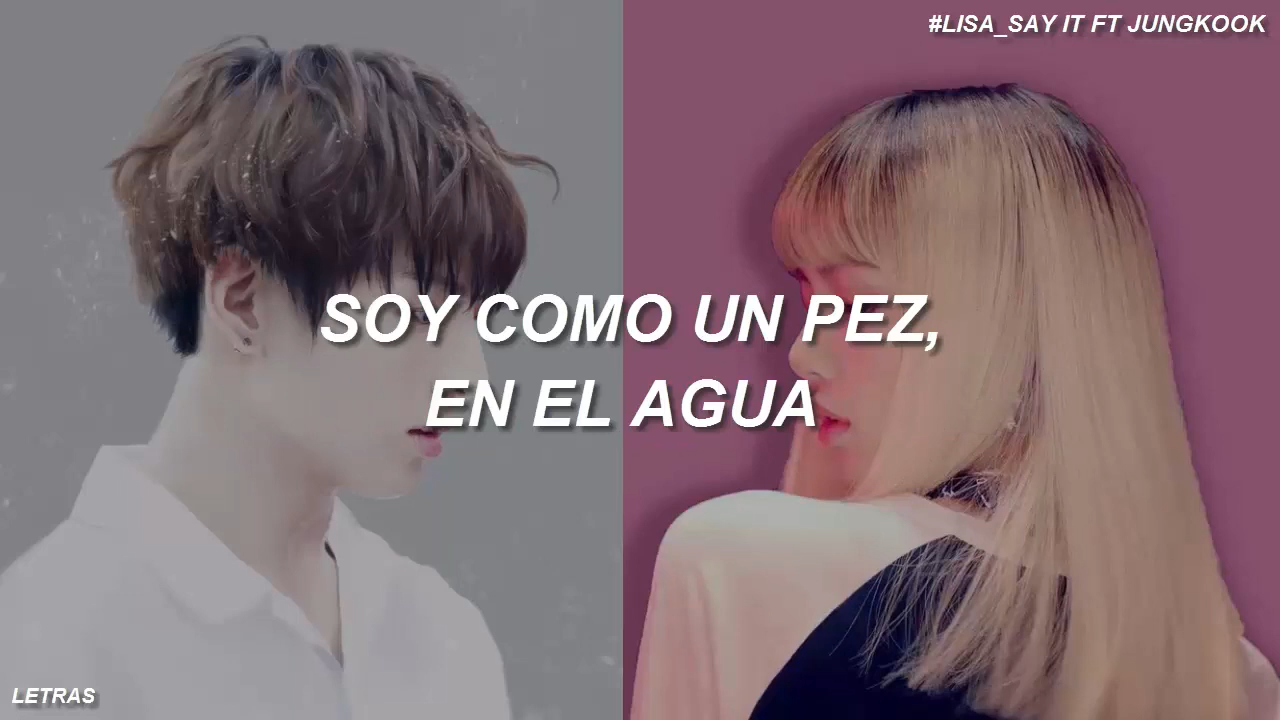 #LISA_SAY IT FT JUNGKOOK
SOY COMO UN PEZ,
EN EL AGUA
LETRAS